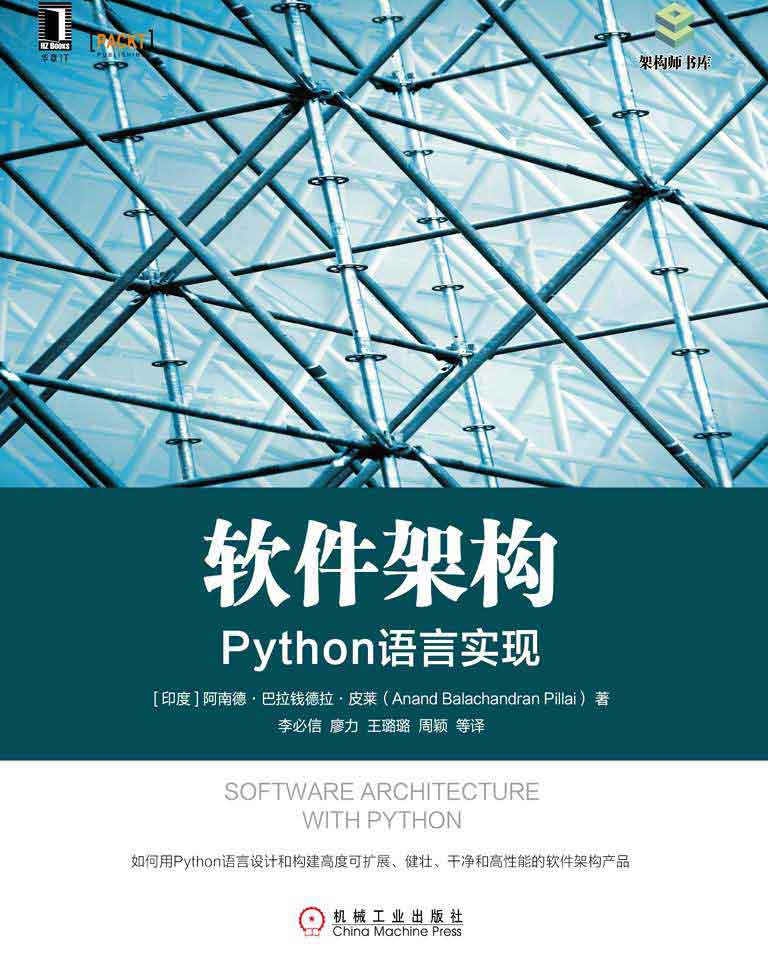 HZ Books
华章IT
[PACKT]
PUBLISHING
架构师书库
软件架构
Python语言实现
[印度]阿南德·巴拉钱德拉·皮莱（Anand Balachandran Pillai） 著
李必信 廖力 王璐璐 周颖 等译
SOFTWARE ARCHITECTURE
WITH PYTHON
如何用Python语言设计和构建高度可扩展、健壮、干净和高性能的软件架构产品
机械工业出版社
China Machine Press